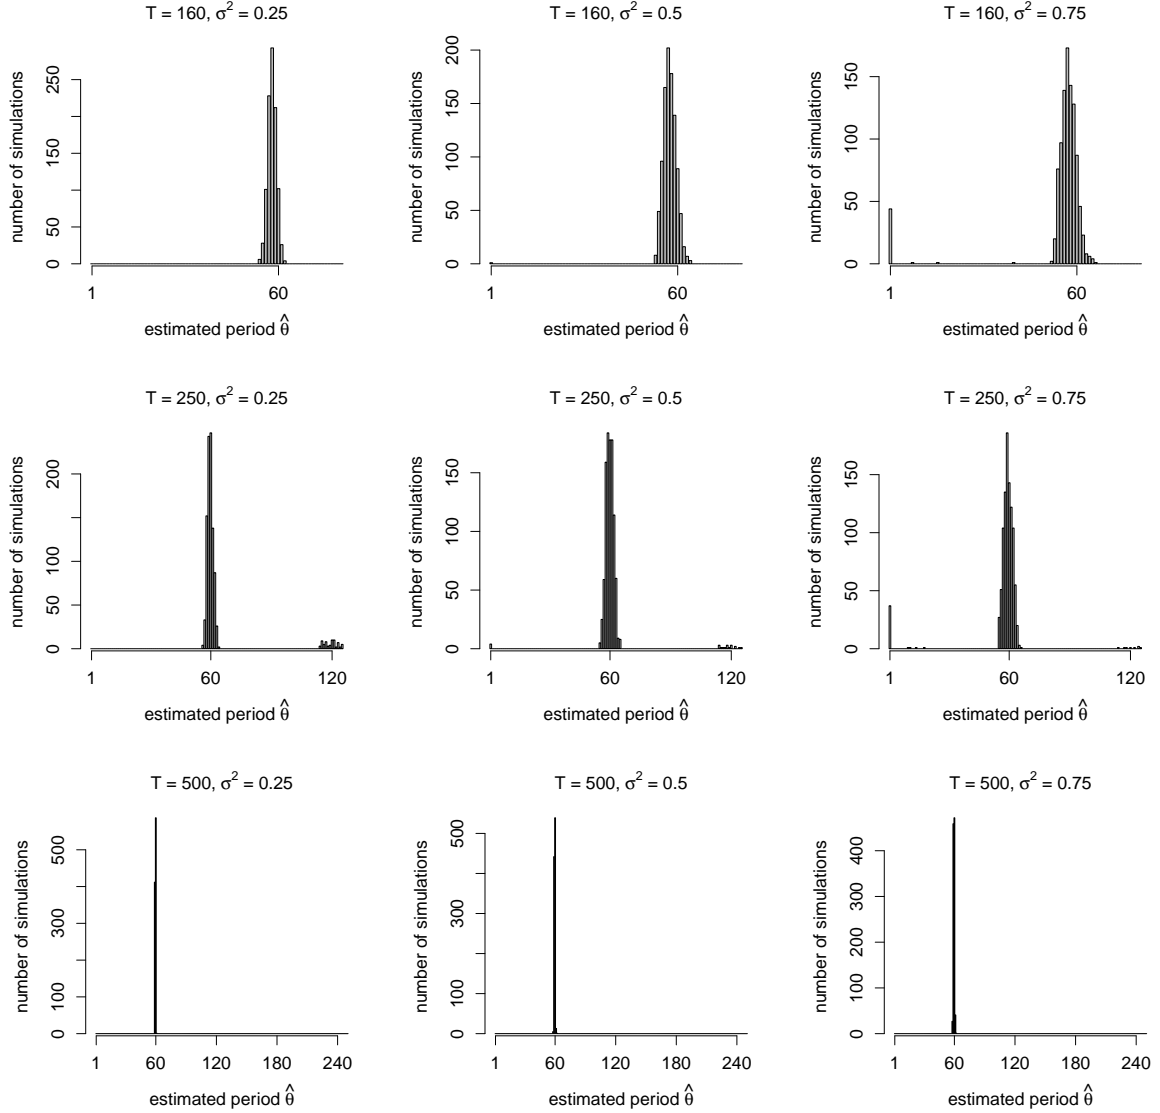 T = 160, σ² = 0.25
T = 160, σ² = 0.5
T = 160, σ² = 0.75
number of simulations
0
50
150
250
1
60
estimated period θ̂
number of simulations
0
50
100
150
200
1
60
estimated period θ̂
number of simulations
0
50
100
150
1
60
estimated period θ̂
T = 250, σ² = 0.25
T = 250, σ² = 0.5
T = 250, σ² = 0.75
number of simulations
0
50
100
200
1
60
120
estimated period θ̂
number of simulations
0
50
100
150
1
60
120
estimated period θ̂
number of simulations
0
50
100
150
1
60
120
estimated period θ̂
T = 500, σ² = 0.25
T = 500, σ² = 0.5
T = 500, σ² = 0.75
number of simulations
0
100
300
500
1
60
120
180
240
estimated period θ̂
number of simulations
0
100
300
500
1
60
120
180
240
estimated period θ̂
number of simulations
0
100
200
300
400
1
60
120
180
240
estimated period θ̂